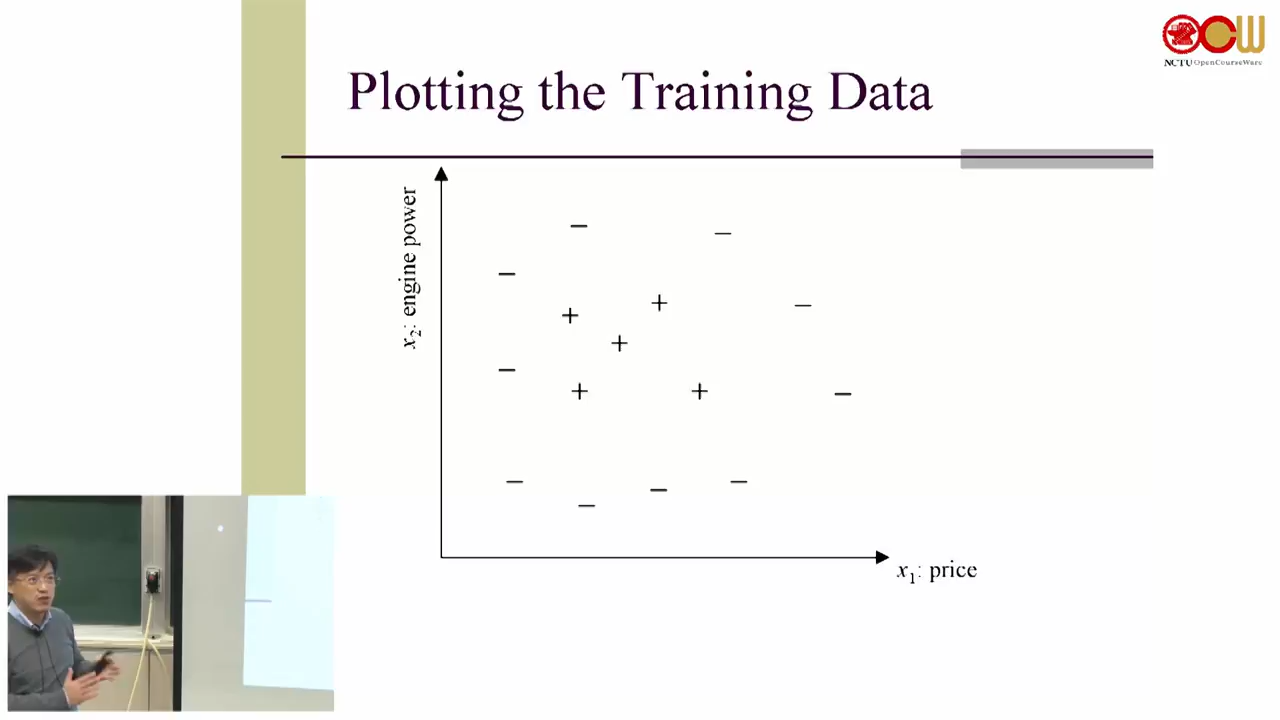 NCTU OpenCourseWare
Plotting the Training Data
x2: engine power
x1: price